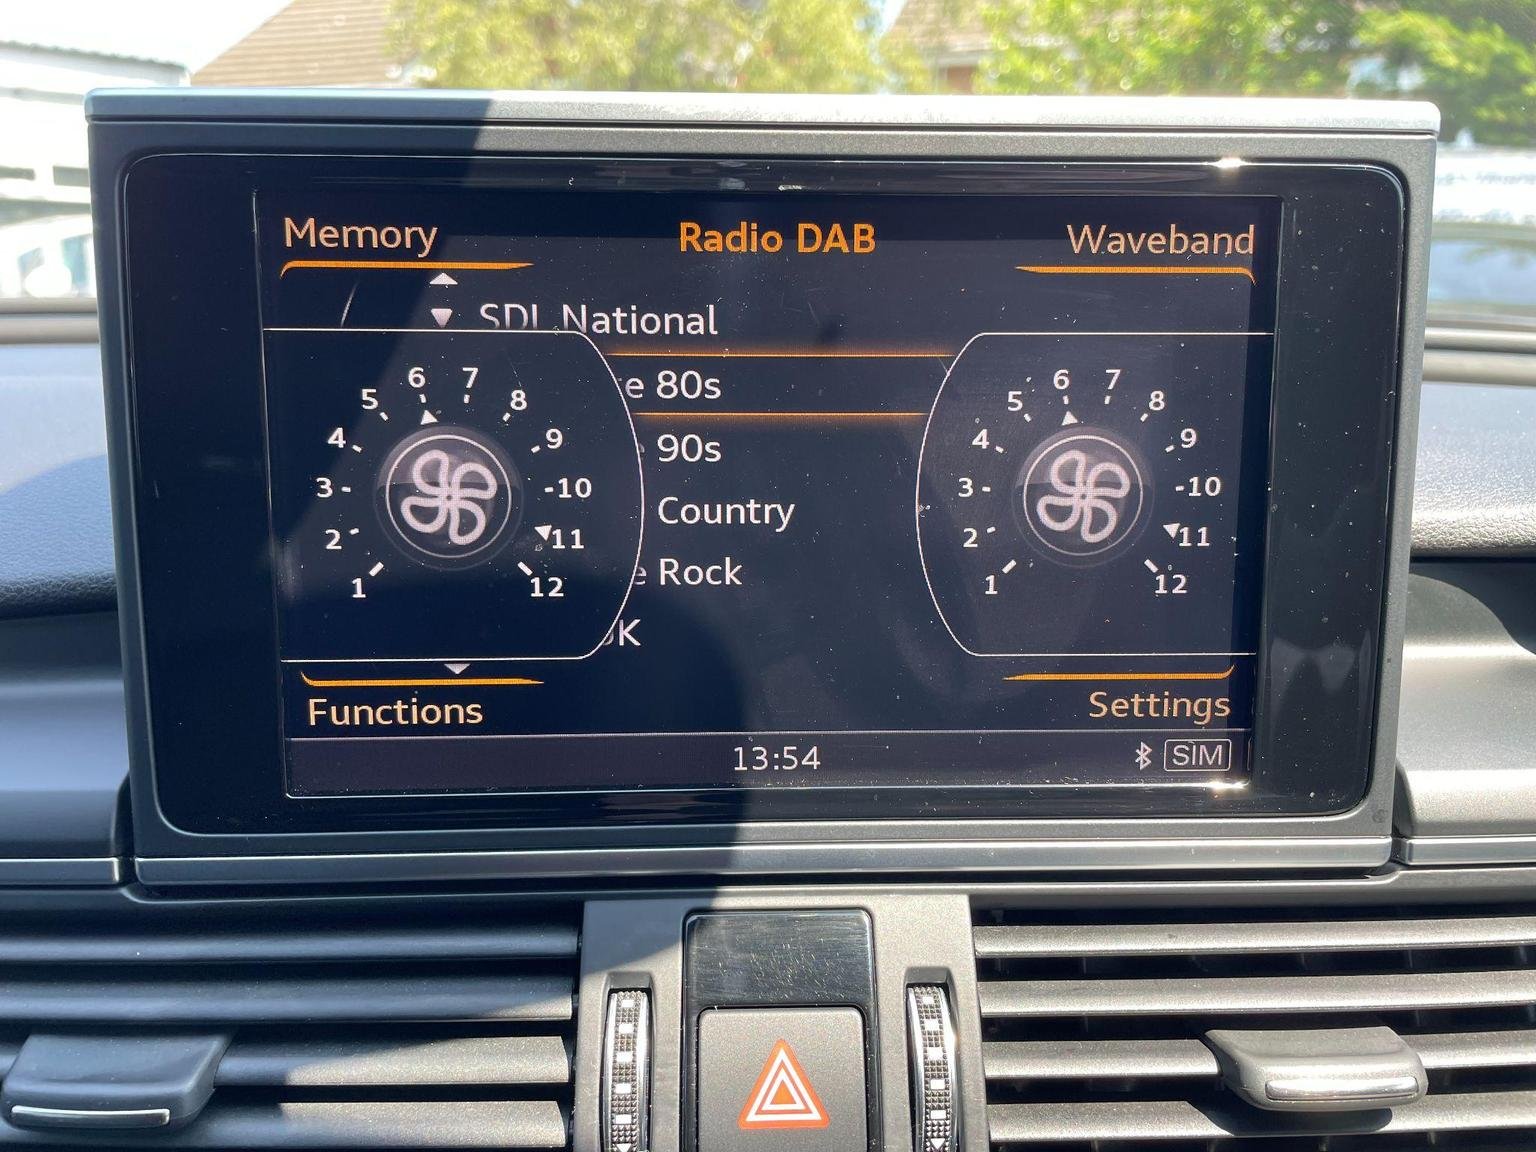 Memory Radio DAB Waveband
SDL National
80s
90s
Country
Rock
1 2 3 4 5 6 7 8 9 10 11 12
1 2 3 4 5 6 7 8 9 10 11 12
Functions Settings
13:54 SIM